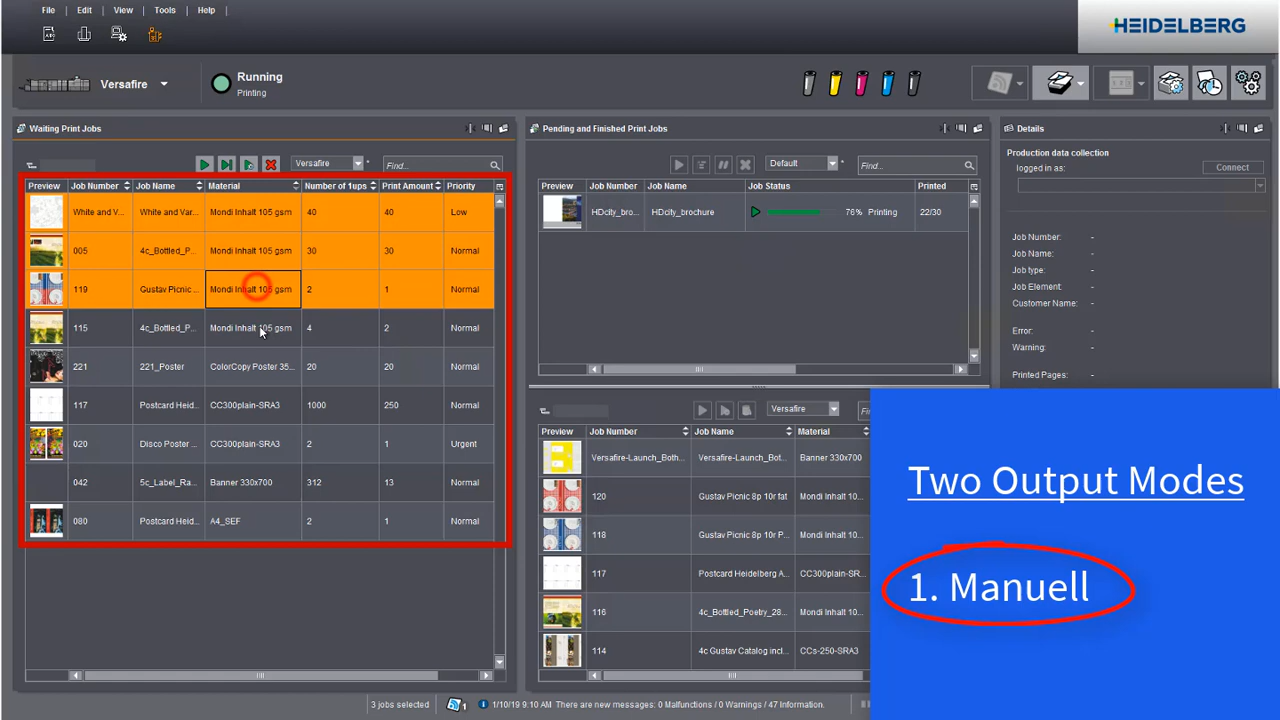 File Edit View Tools Help
HEIDELBERG
Versafire
Running
Printing
Waiting Print Jobs
Versafire
*
Find...
Preview Job Number Job Name Material Number of 1ups Print Amount Priority
White and V... White and Var... Mondi Inhalt 105 gsm 40 40 Low
005 4c_Bottled_P... Mondi Inhalt 105 gsm 30 30 Normal
119 Gustav Picnic ... Mondi Inhalt 105 gsm 2 1 Normal
115 4c_Bottled_P... Mondi Inhalt 105 gsm 4 2 Normal
221 221_Poster ColorCopy Poster 35... 20 20 Normal
117 Postcard Heid... CC300plain-SRA3 1000 250 Normal
020 Disco Poster ... CC300plain-SRA3 2 1 Urgent
042 5c_Label_Ra... Banner 330x700 312 13 Normal
080 Postcard Heid... A4_SEF 2 1 Normal
Pending and Finished Print Jobs
Default
*
Find...
Preview Job Number Job Name Job Status Printed
HDcity_bro... HDcity_brochure 76% Printing 22/30
Versafire
*
Fi
Preview Job Number Job Name Material
Versafire-Launch_Both... Versafire-Launch_Bot... Banner 330x700
120 Gustav Picnic 8p 10r fat Mondi Inhalt 10...
118 Gustav Picnic 8p 10r P... Mondi Inhalt 10...
117 Postcard Heidelberg A... CC300plain-SR...
116 4c_Bottled_Poetry_28... Mondi Inhalt 10...
114 4c Gustav Catalog incl... CCs-250-SRA3
Details
Production data collection
logged in as:
Connect
Job Number: -
Job Name: -
Job type: -
Job Element: -
Customer Name: -
Error: -
Warning: -
Printed Pages: -
Two Output Modes
1. Manuell
3 jobs selected
1
1/10/19 9:10 AM There are new messages: 0 Malfunctions / 0 Warnings / 47 Information.